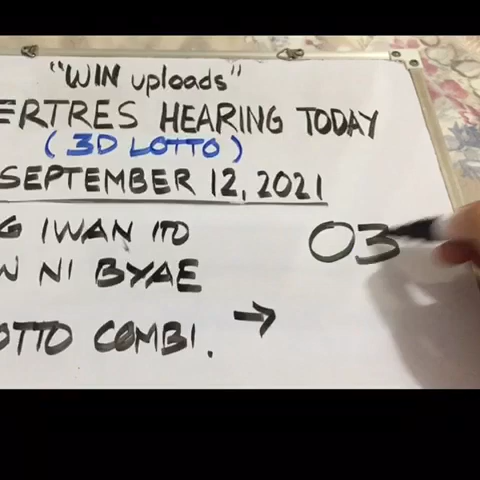 "WIN uploads"
ERTRES HEARING TODAY
(3D LOTTO)
SEPTEMBER 12, 2021
G IWAN ITO
N NI BYAE
OTTO COMBI. →
03